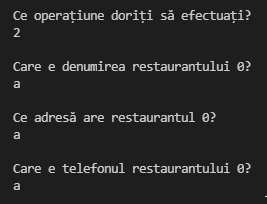 Ce operațiune doriți să efectuați?
2
Care e denumirea restaurantului 0?
a
Ce adresă are restaurantul 0?
a
Care e telefonul restaurantului 0?
a